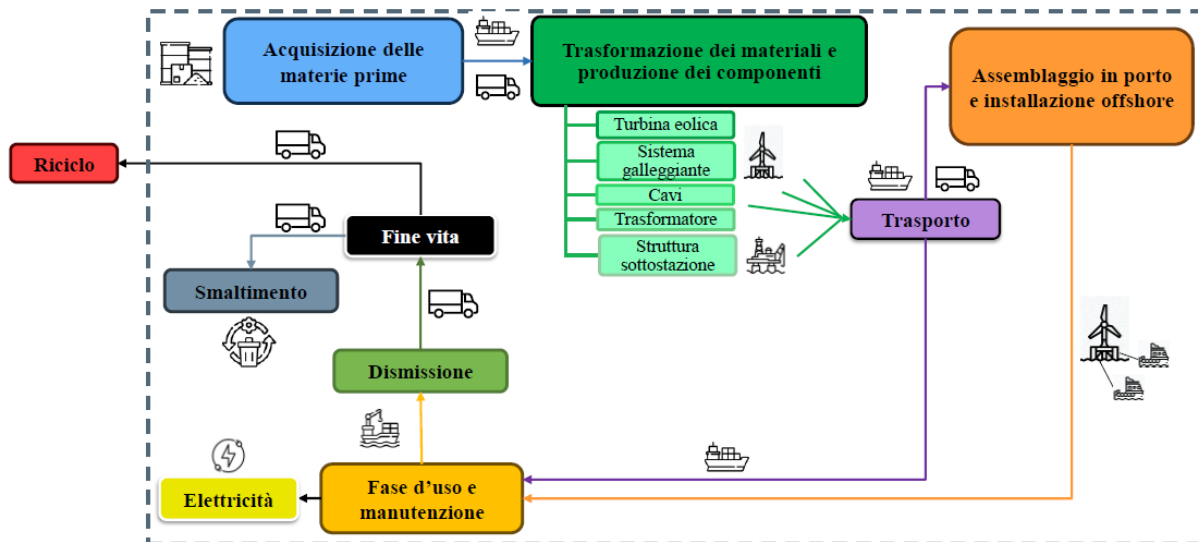 Acquisizione delle
materie prime
Trasformazione dei materiali e
produzione dei componenti
Assemblaggio in porto
e installazione offshore
Turbina eolica
Sistema
galleggiante
Cavi
Trasformatore
Struttura
sottostazione
Trasporto
Riciclo
Fine vita
Smaltimento
Dismissione
Elettricità
Fase d’uso e
manutenzione